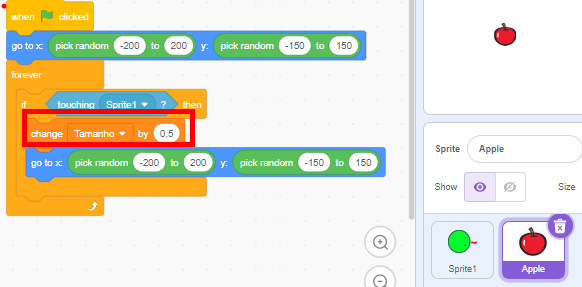 when clicked
go to x: pick random -200 to 200 y: pick random -150 to 150
forever
if touching Sprite1 ? then
change Tamanho by 0.5
go to x: pick random -200 to 200 y: pick random -150 to 150
Sprite Apple
Show Size
Sprite1
Apple